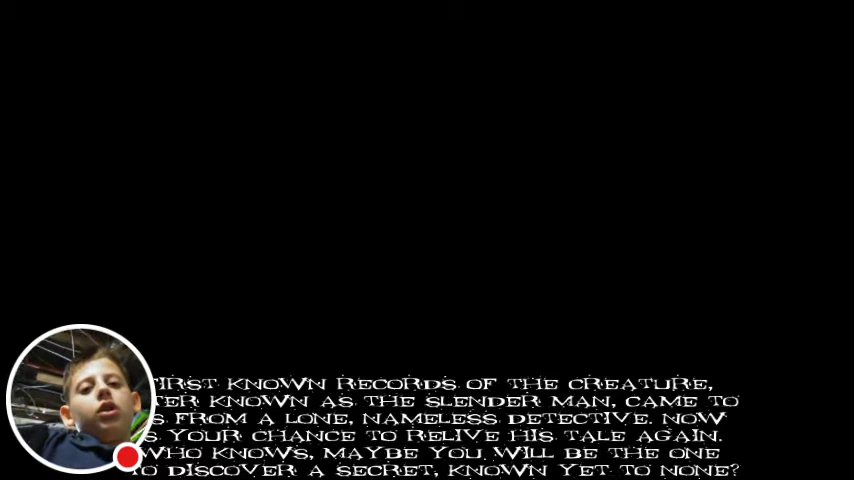 FIRST KNOWN RECORDS OF THE CREATURE,
TER KNOWN AS THE SLENDER MAN, CAME TO
S FROM A LONE, NAMELESS DETECTIVE. NOW
S YOUR CHANCE TO RELIVE HIS TALE AGAIN.
WHO KNOWS, MAYBE YOU WILL BE THE ONE
TO DISCOVER A SECRET, KNOWN YET TO NONE?